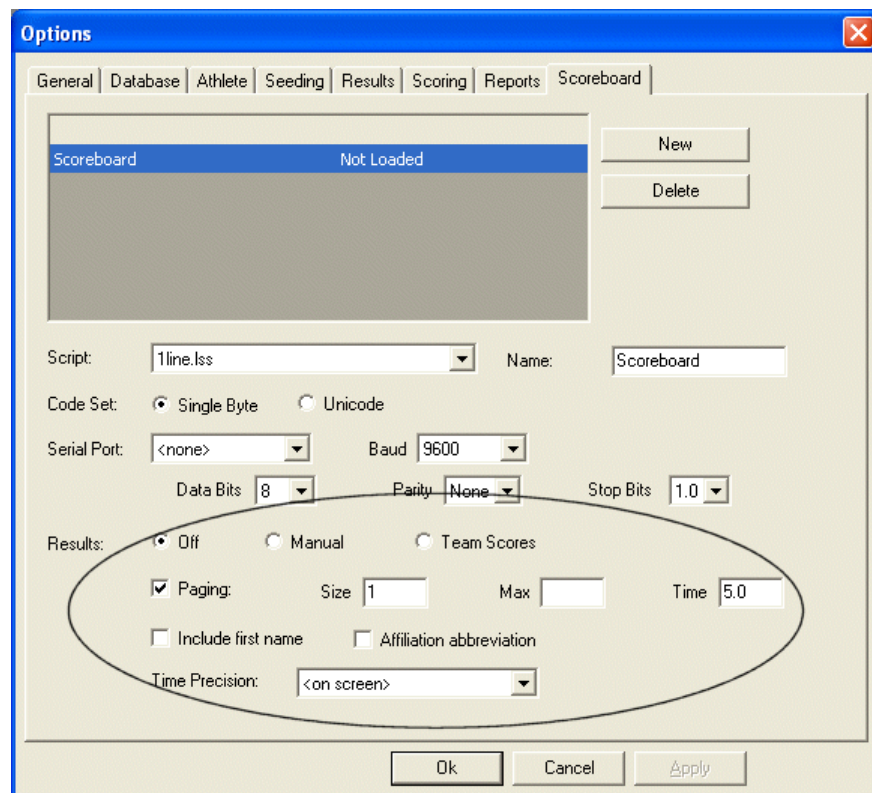 Options
General Database Athlete Seeding Results Scoring Reports Scoreboard
Scoreboard Not Loaded
New
Delete
Script: 1line.lss Name: Scoreboard
Code Set: Single Byte Unicode
Serial Port: <none> Baud 9600
Data Bits 8 Parity None Stop Bits 1.0
Results: Off Manual Team Scores
Paging: Size 1 Max Time 5.0
Include first name Affiliation abbreviation
Time Precision: <on screen>
Ok Cancel Apply